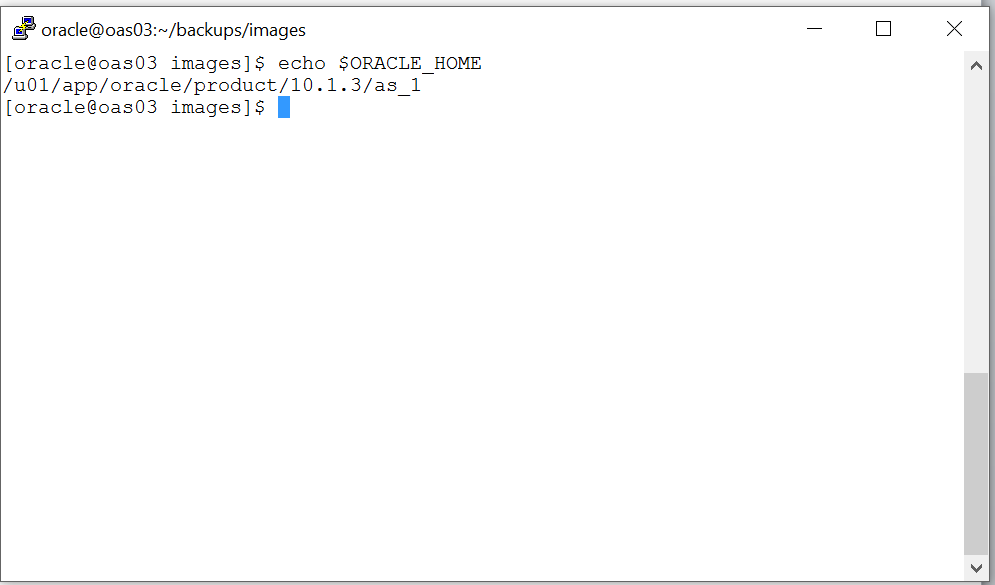 oracle@oas03:~/backups/images
[oracle@oas03 images]$ echo $ORACLE_HOME
/u01/app/oracle/product/10.1.3/as_1
[oracle@oas03 images]$